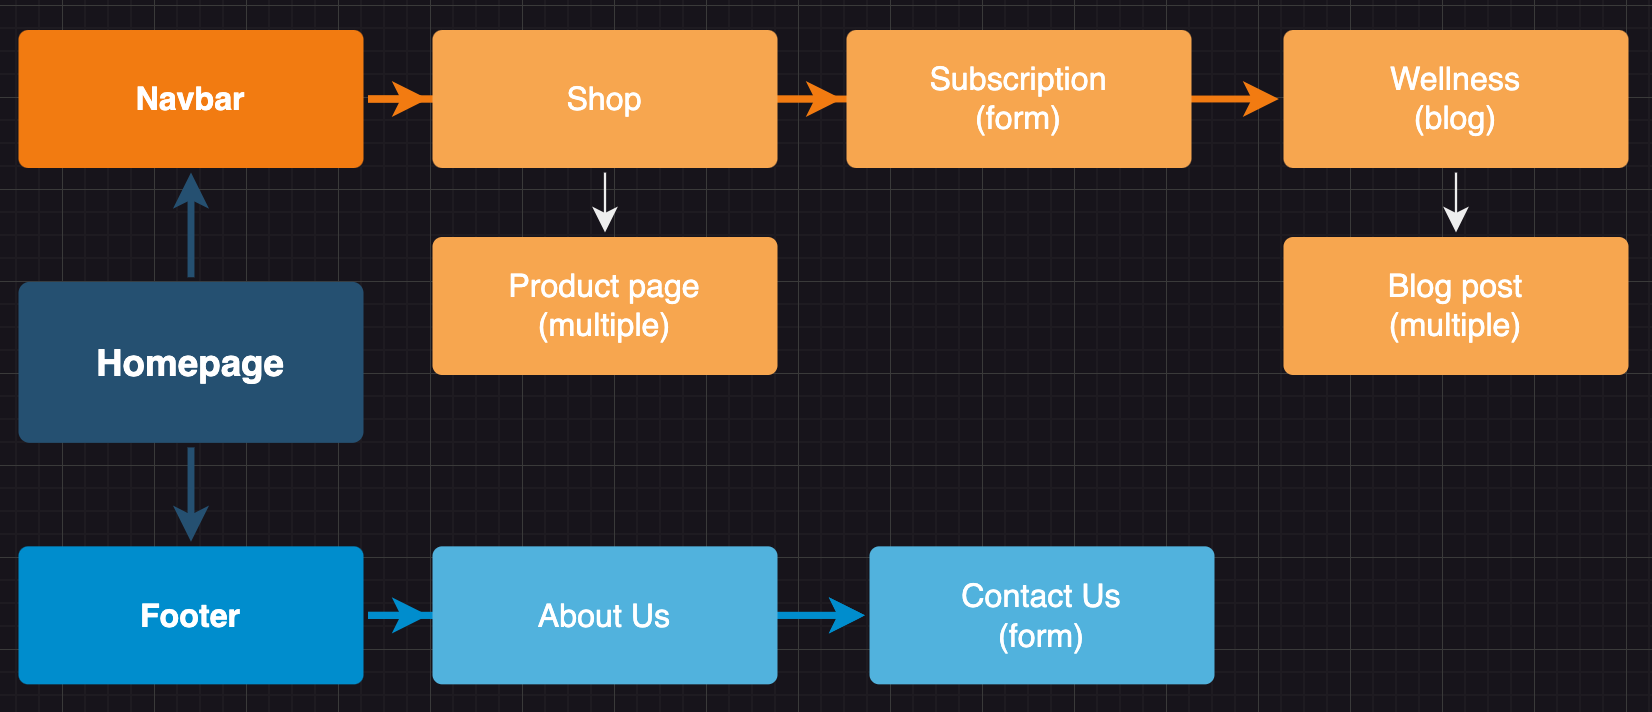 Navbar
Shop
Subscription
(form)
Wellness
(blog)
Product page
(multiple)
Blog post
(multiple)
Homepage
Footer
About Us
Contact Us
(form)